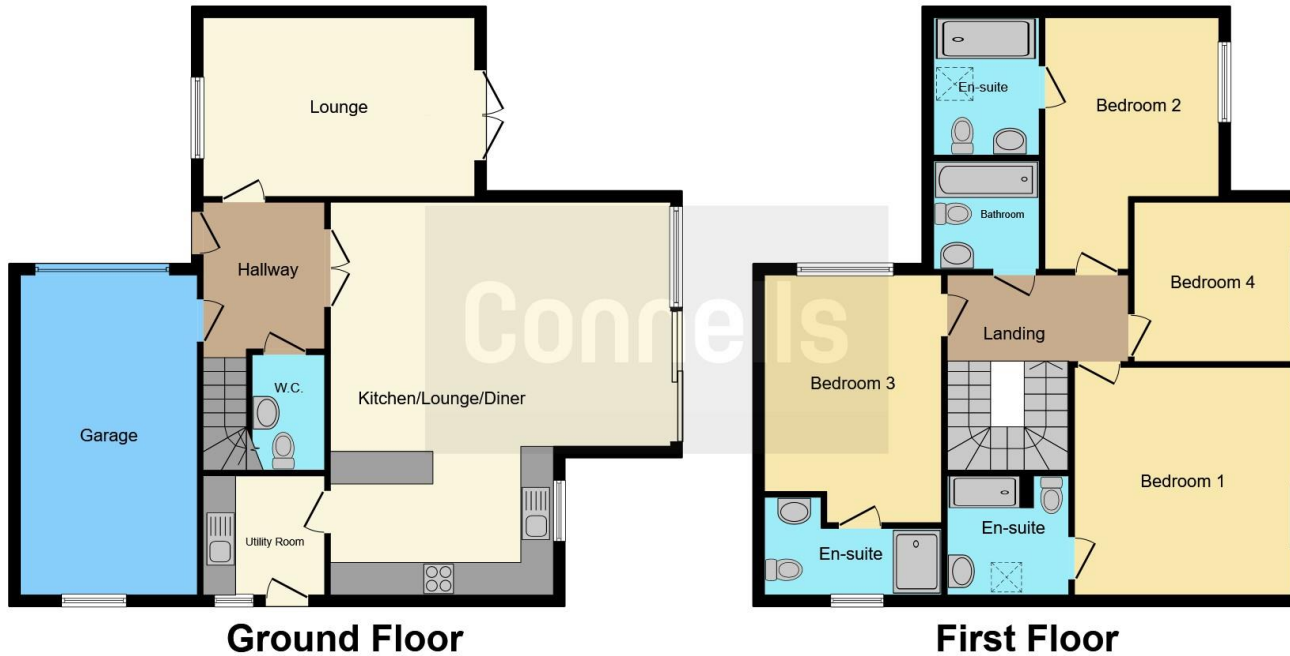 Lounge
Hallway
W.C.
Kitchen/Lounge/Diner
Garage
Utility Room
Connells
Ground Floor
En-suite
Bedroom 2
Bathroom
Bedroom 4
Landing
Bedroom 3
Bedroom 1
En-suite
En-suite
First Floor